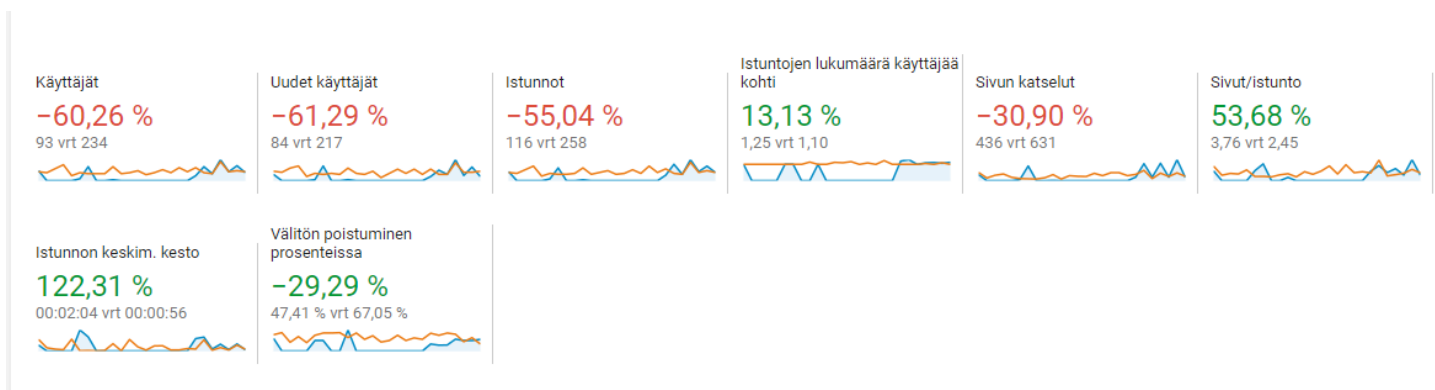 Käyttäjät
−60,26 %
93 vrt 234
Uudet käyttäjät
−61,29 %
84 vrt 217
Istunnot
−55,04 %
116 vrt 258
Istuntojen lukumäärä käyttäjää
kohti
13,13 %
1,25 vrt 1,10
Sivun katselut
−30,90 %
436 vrt 631
Sivut/istunto
53,68 %
3,76 vrt 2,45
Istunnon keskim. kesto
122,31 %
00:02:04 vrt 00:00:56
Välitön poistuminen
prosenteissa
−29,29 %
47,41 % vrt 67,05 %